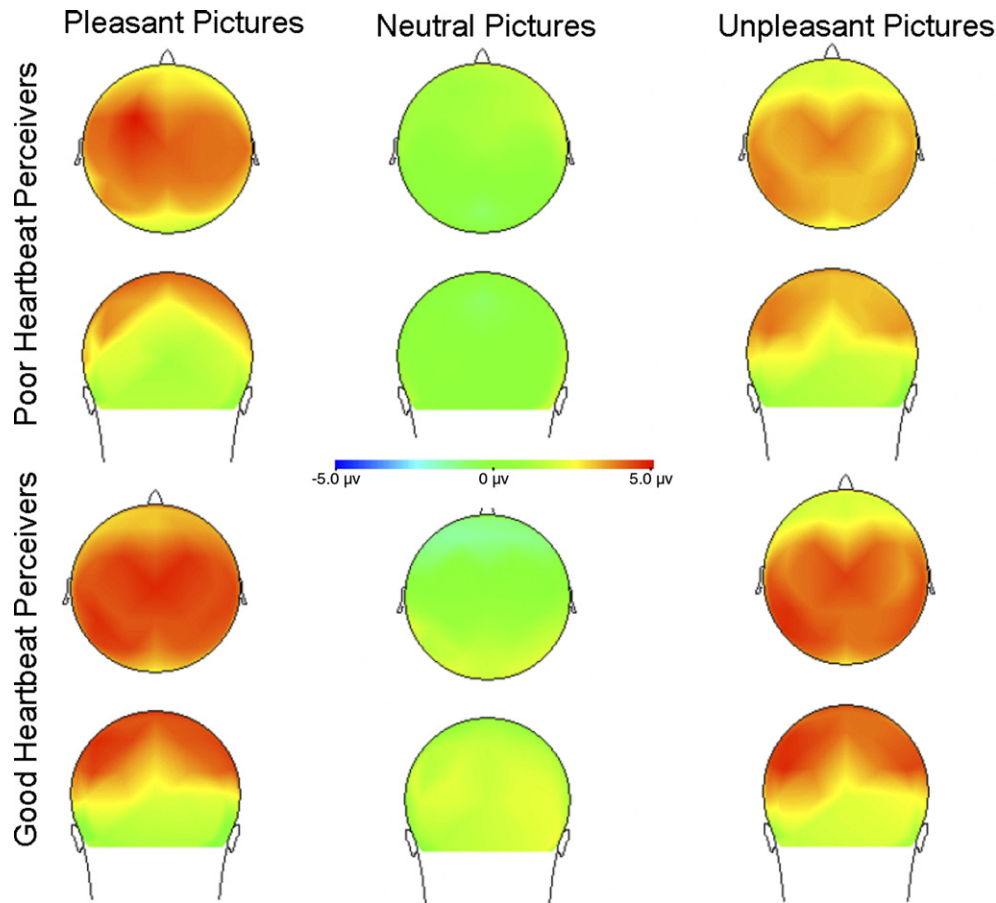 Pleasant Pictures
Neutral Pictures
Unpleasant Pictures
Poor Heartbeat Perceivers
-5.0 μv
0 μv
5.0 μv
Good Heartbeat Perceivers